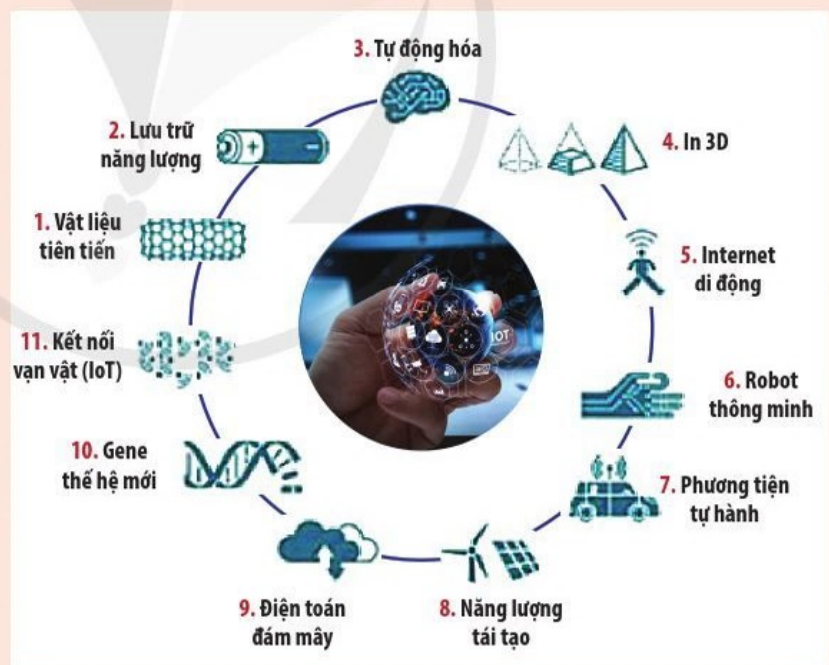 3. Tự động hóa
2. Lưu trữ
năng lượng
4. In 3D
1. Vật liệu
tiên tiến
5. Internet
di động
11. Kết nối
vạn vật (IoT)
IOT
6. Robot
thông minh
10. Gene
thế hệ mới
7. Phương tiện
tự hành
9. Điện toán
đám mây
8. Năng lượng
tái tạo